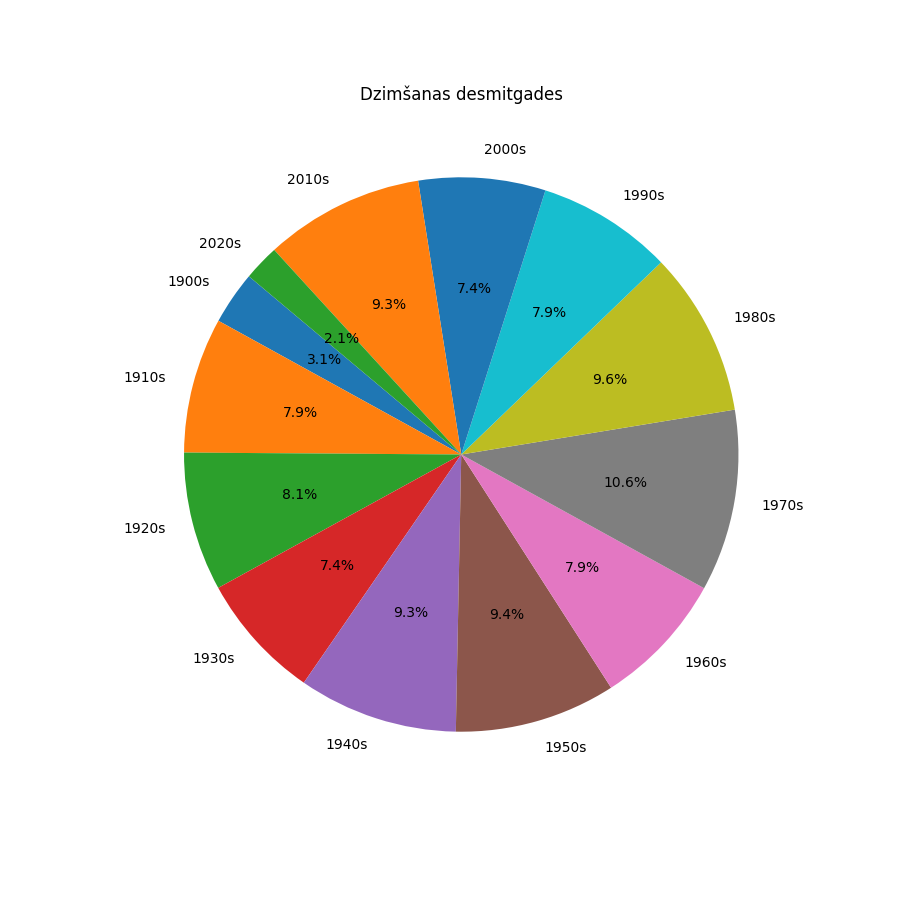 Dzimšanas desmitgades
2000s
1990s
1980s
1970s
1960s
1950s
1940s
1930s
1920s
1910s
1900s
2020s
2010s
7.4%
7.9%
9.6%
10.6%
7.9%
9.4%
9.3%
7.4%
8.1%
7.9%
3.1%
2.1%
9.3%